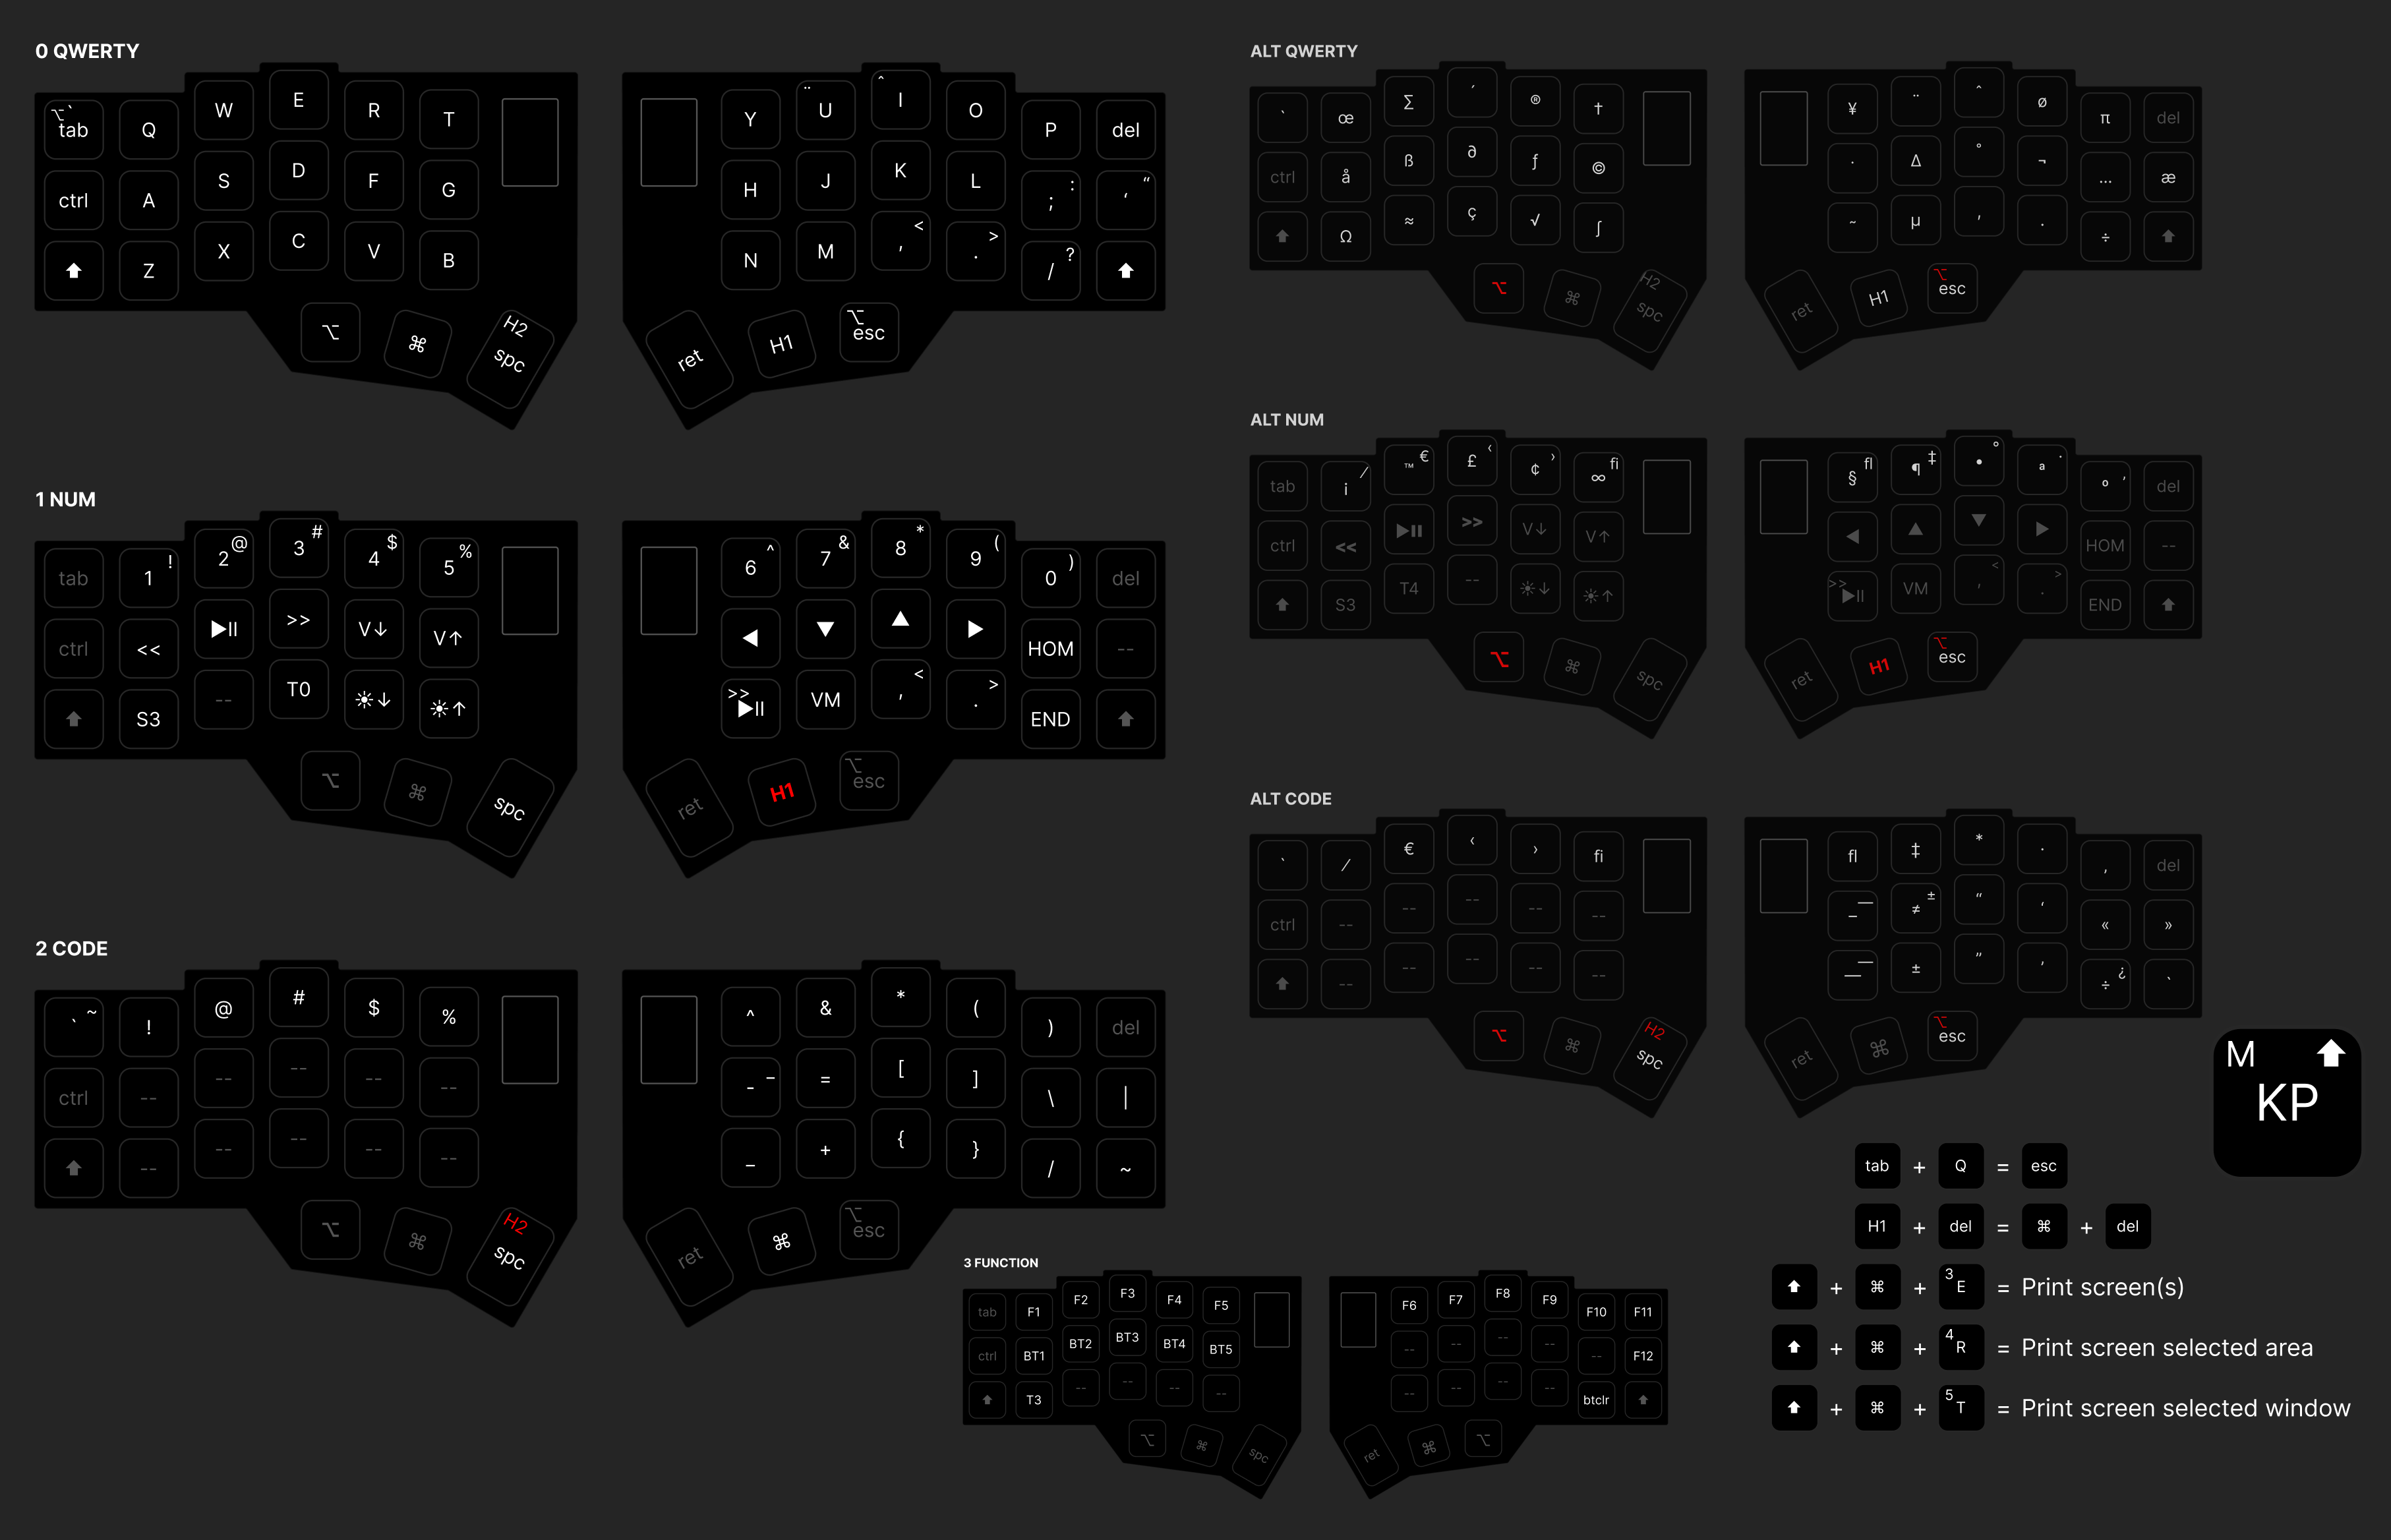 0 QWERTY
⌥ ` tab Q W E R T
ctrl A S D F G
⬆ Z X C V B
⌥ ⌘ H2 spc
Y ¨ U ˆ I O P del
H J K L ; : ‘ “
N M , < . > / ? ⬆
ret H1 ⌥ esc
1 NUM
tab 1 ! 2 @ 3 # 4 $ 5 %
ctrl << ▶II >> V↓ V↑
⬆ S3 -- T0 ☀↓ ☀↑
⌥ ⌘ spc
6 ^ 7 & 8 * 9 ( 0 ) del
◀ ▼ ▲ ▶ HOM --
>> ▶II VM , < . > END ⬆
ret H1 ⌥ esc
2 CODE
` ~ ! @ # $ %
ctrl -- -- -- -- --
⬆ -- -- -- -- --
⌥ ⌘ H2 spc
^ & * ( ) del
- – = [ ] \ |
_ + { } / ~
ret ⌘ ⌥ esc
3 FUNCTION
tab F1 F2 F3 F4 F5
ctrl BT1 BT2 BT3 BT4 BT5
⬆ T3 -- -- -- --
⌥ ⌘ spc
F6 F7 F8 F9 F10 F11
-- -- -- -- -- F12
-- -- -- -- btclr ⬆
ret ⌘ ⌥
ALT QWERTY
` œ ∑ ´ ® †
ctrl å ß ∂ ƒ ©
⬆ Ω ≈ ç √ ∫
⌥ ⌘ H2 spc
¥ ¨ ˆ ø π del
· ∆ ° ¬ … æ
~ µ , . ÷ ⬆
ret H1 ⌥ esc
ALT NUM
tab ¡ ⁄ ™ € £ ‹ ¢ › ∞ fi
ctrl << ▶II >> V↓ V↑
⬆ S3 T4 -- ☀↓ ☀↑
⌥ ⌘ spc
§ fl ¶ ‡ • ° ª · º ‚ del
◀ ▲ ▼ ▶ HOM --
>> ▶II VM , < . > END ⬆
ret H1 ⌥ esc
ALT CODE
` ⁄ € ‹ › fi
ctrl -- -- -- -- --
⬆ -- -- -- -- --
⌥ ⌘ H2 spc
fl ‡ * · ‚ del
– — ≠ ± “ ‘ « »
— — ± ” ’ ÷ ¿ `
ret ⌘ ⌥ esc
M ⬆
KP
tab + Q = esc
H1 + del = ⌘ + del
⬆ + ⌘ + 3 E = Print screen(s)
⬆ + ⌘ + 4 R = Print screen selected area
⬆ + ⌘ + 5 T = Print screen selected window